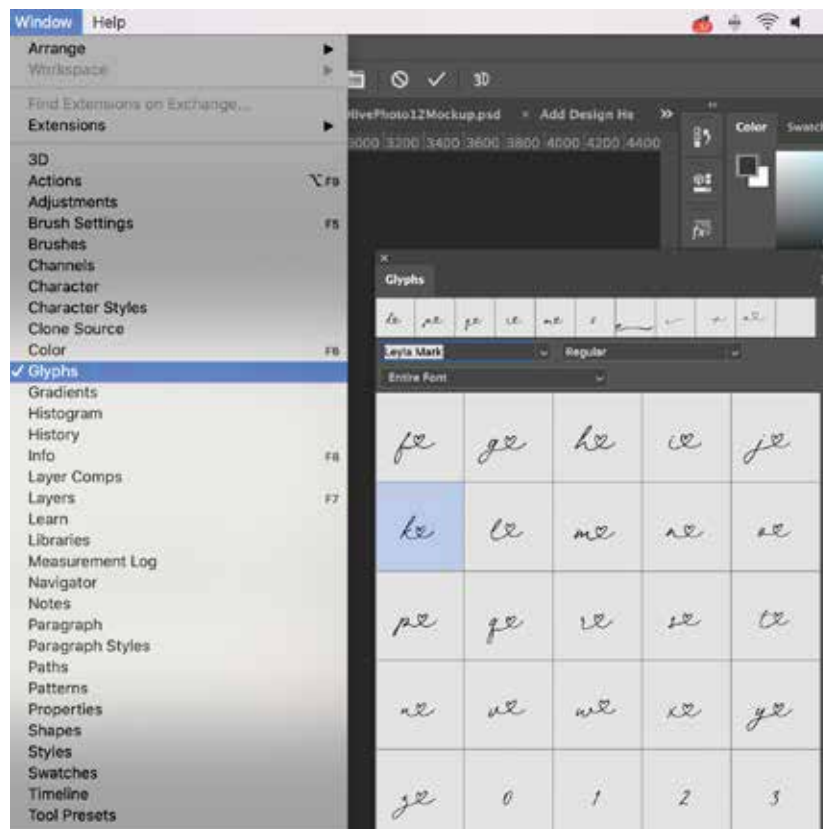 Window Help
Arrange
Workspace
3D
Find Extensions on Exchange...
Extensions
Add Design He
Color Swatch
3200 3400 3600 3800 4000 4200 4400
3D
Actions F9
Adjustments
Brush Settings F5
Brushes
Channels
Character
Character Styles
Clone Source
Color F6
✓ Glyphs
Gradients
Histogram
History
Info F8
Layer Comps
Layers F7
Learn
Libraries
Measurement Log
Navigator
Notes
Paragraph
Paragraph Styles
Paths
Patterns
Properties
Shapes
Styles
Swatches
Timeline
Tool Presets
Glyphs
Leyla Mark Regular
Entire Font
f g h i j
k l m n o
p q r s t
u v w x y
z 0 1 2 3